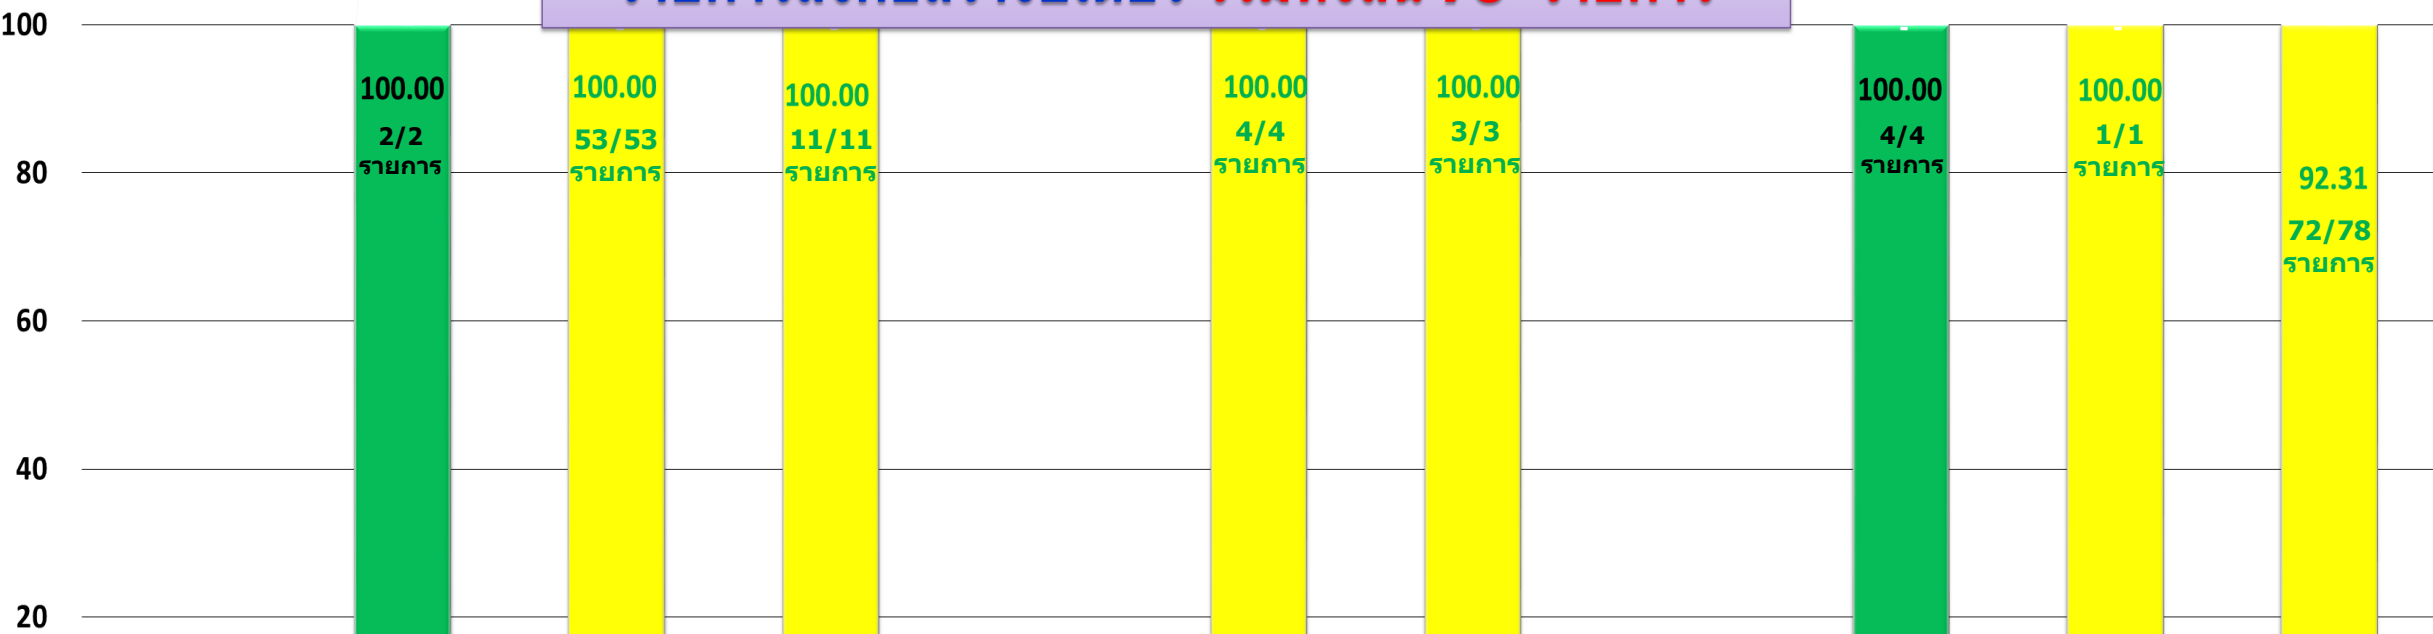 100
80
60
40
20
100.00
2/2
รายการ
100.00
53/53
รายการ
100.00
11/11
รายการ
100.00
4/4
รายการ
100.00
3/3
รายการ
100.00
4/4
รายการ
100.00
1/1
รายการ
92.31
72/78
รายการ